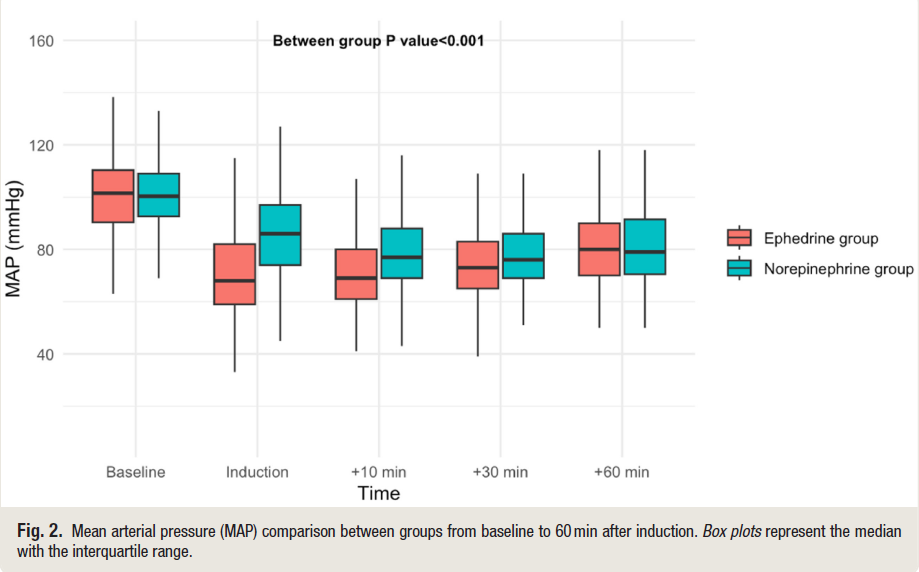 Between group P value<0.001
160
120
80
40
MAP (mmHg)
Baseline
Induction
+10 min
+30 min
+60 min
Time
Ephedrine group
Norepinephrine group
Fig. 2. Mean arterial pressure (MAP) comparison between groups from baseline to 60 min after induction. Box plots represent the median
with the interquartile range.